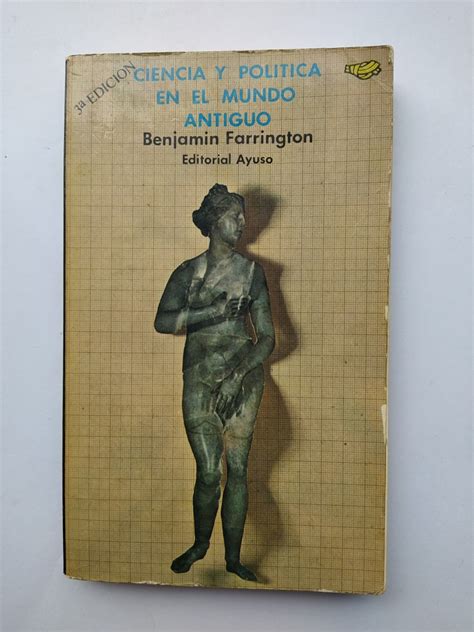 3ª EDICION
CIENCIA Y POLITICA
EN EL MUNDO
ANTIGUO
Benjamin Farrington
Editorial Ayuso